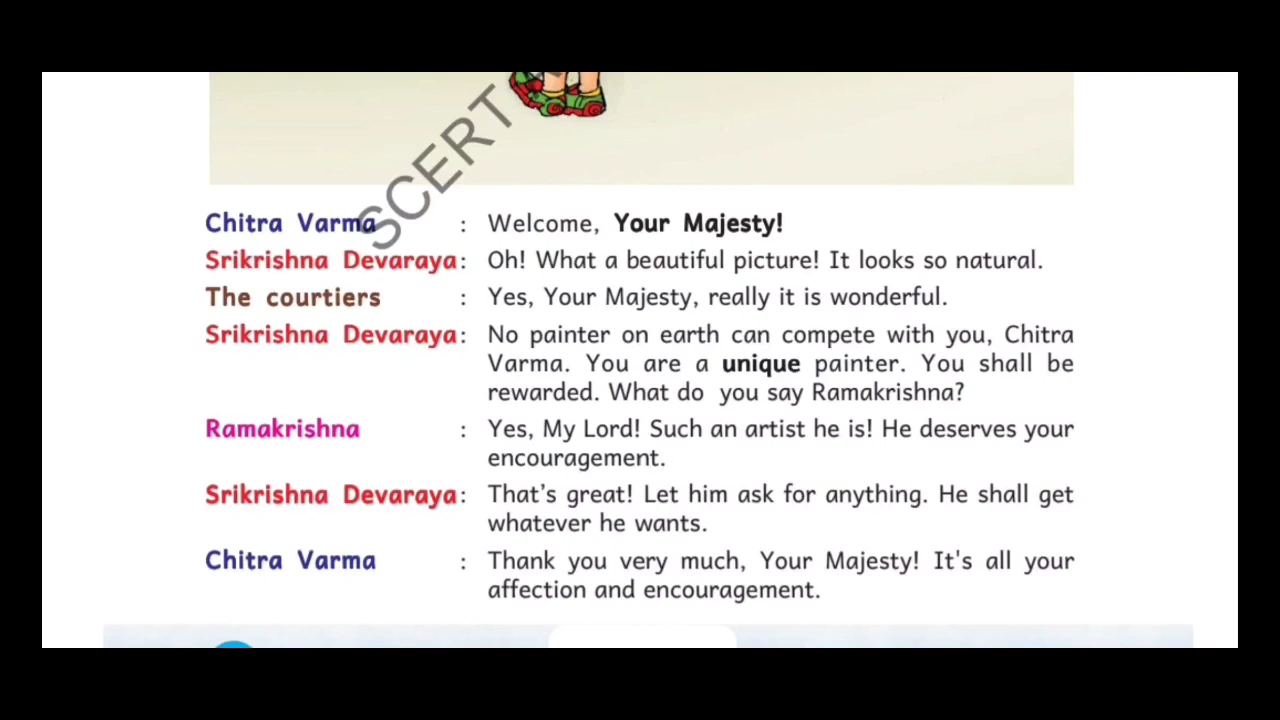 SCERT
Chitra Varma : Welcome, Your Majesty!
Srikrishna Devaraya: Oh! What a beautiful picture! It looks so natural.
The courtiers : Yes, Your Majesty, really it is wonderful.
Srikrishna Devaraya: No painter on earth can compete with you, Chitra
Varma. You are a unique painter. You shall be
rewarded. What do you say Ramakrishna?
Ramakrishna : Yes, My Lord! Such an artist he is! He deserves your
encouragement.
Srikrishna Devaraya: That's great! Let him ask for anything. He shall get
whatever he wants.
Chitra Varma : Thank you very much, Your Majesty! It's all your
affection and encouragement.